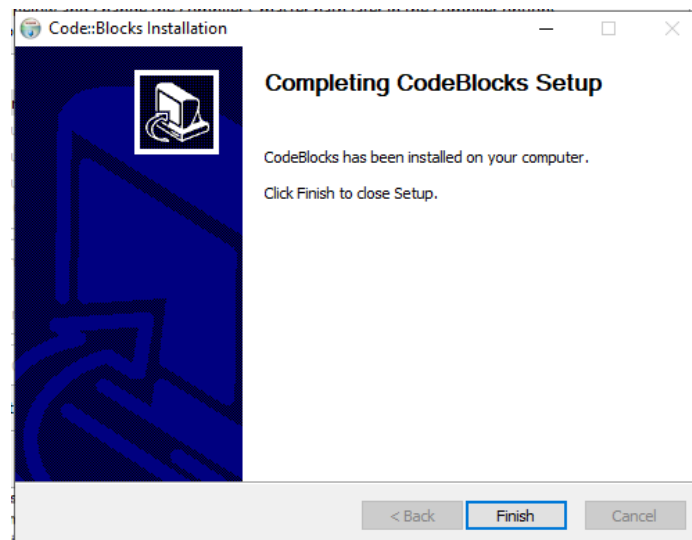 Code::Blocks Installation
Completing CodeBlocks Setup
CodeBlocks has been installed on your computer.
Click Finish to close Setup.
< Back
Finish
Cancel